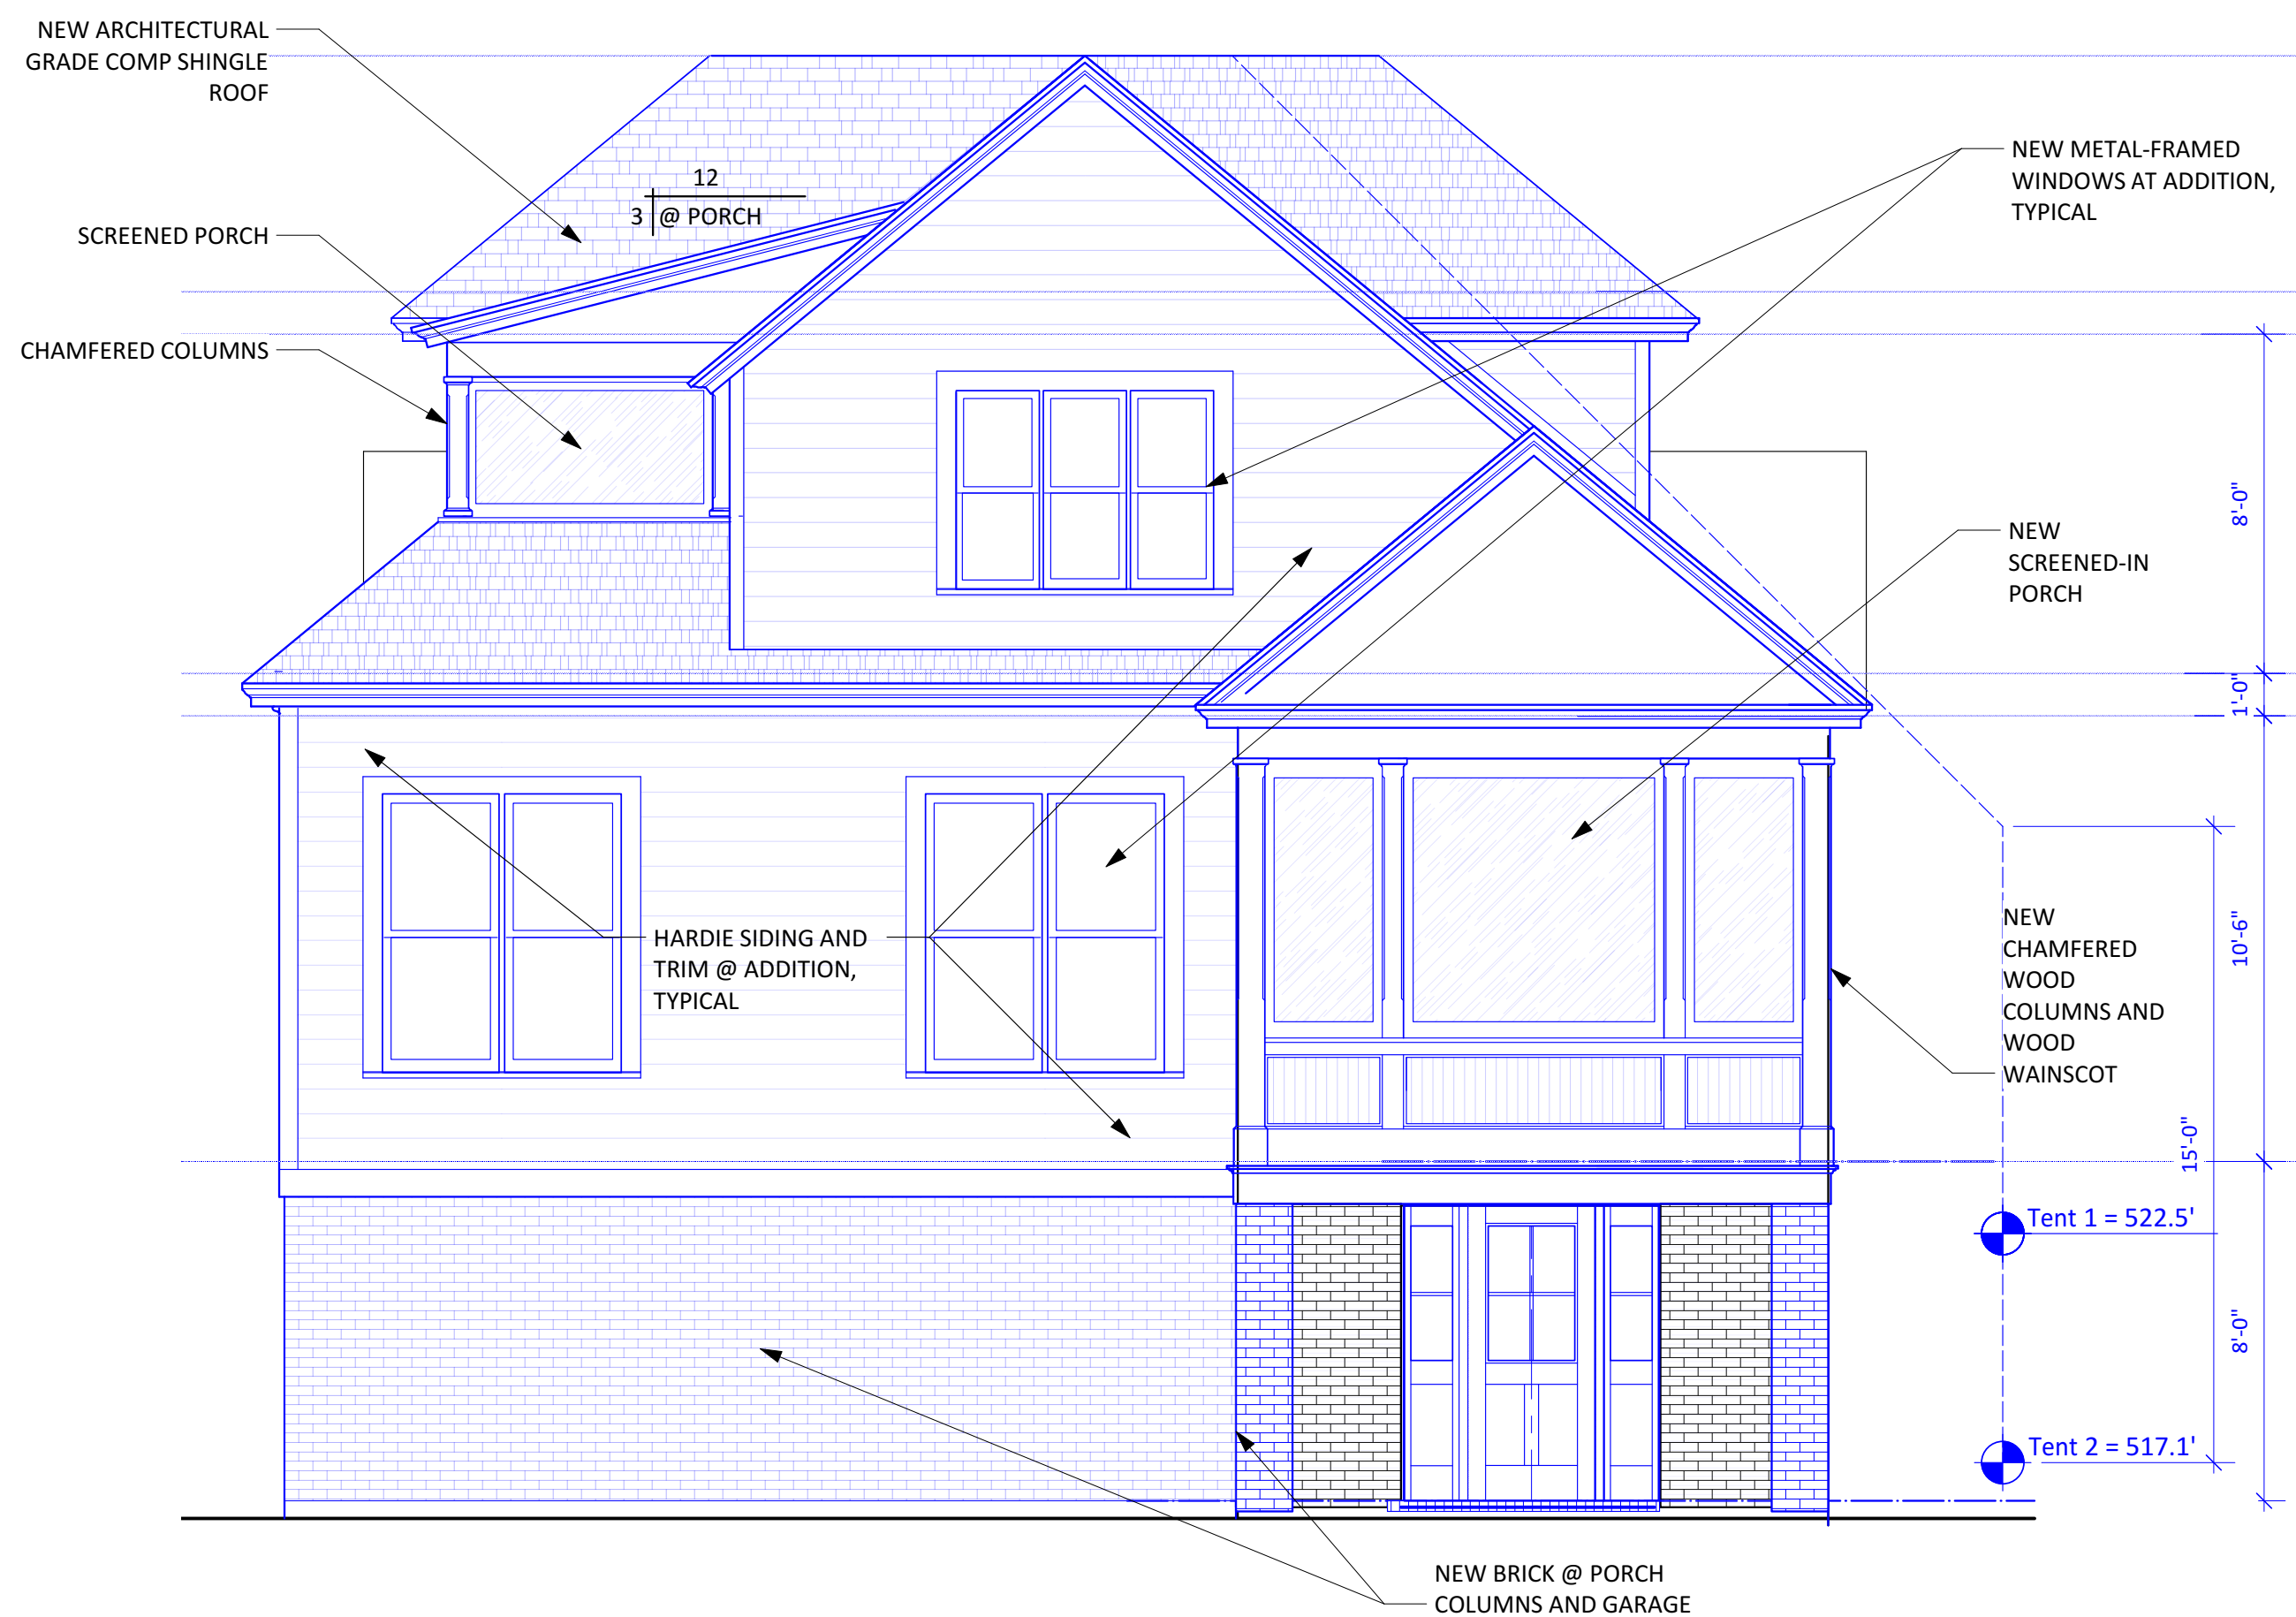 NEW ARCHITECTURAL
GRADE COMP SHINGLE
ROOF
12
3 @ PORCH
SCREENED PORCH
CHAMFERED COLUMNS
NEW METAL-FRAMED
WINDOWS AT ADDITION,
TYPICAL
8'-0"
NEW
SCREENED-IN
PORCH
1'-0"
HARDIE SIDING AND
TRIM @ ADDITION,
TYPICAL
NEW
CHAMFERED
WOOD
COLUMNS AND
WOOD
WAINSCOT
10'-6"
15'-0"
Tent 1 = 522.5'
8'-0"
Tent 2 = 517.1'
NEW BRICK @ PORCH
COLUMNS AND GARAGE